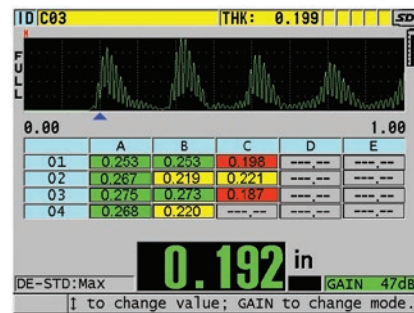 ID C03 THK: 0.199 SD
FULL
0.00 1.00
A B C D E
01 0.253 0.253 0.198 ---.-- ---.--
02 0.267 0.219 0.221 ---.-- ---.--
03 0.275 0.273 0.187 ---.-- ---.--
04 0.268 0.220 ---.-- ---.-- ---.--
0.192 in
DE-STD:Max GAIN 47dB
↕ to change value; GAIN to change mode.